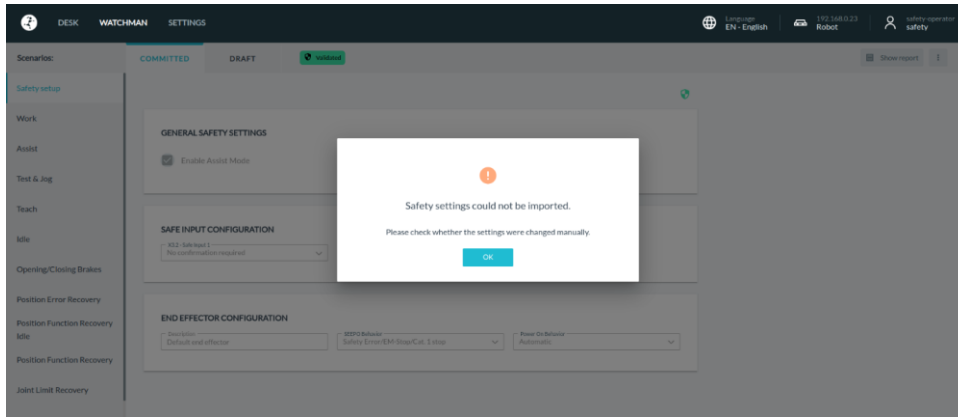 DESK WATCHMAN SETTINGS
Language
EN - English
192.168.0.23
Robot
safety-operator
safety
Scenarios:
COMMITTED DRAFT Validated Show report
Safety setup
Work
Assist
Test & Jog
Teach
Idle
Opening/Closing Brakes
Position Error Recovery
Position Function Recovery
Idle
Position Function Recovery
Joint Limit Recovery
GENERAL SAFETY SETTINGS
Enable Assist Mode
SAFE INPUT CONFIGURATION
X3.2 - Safe Input 1
No confirmation required
END EFFECTOR CONFIGURATION
Description
Default end effector
Safety Error/EM-Stop/Cat. 1 stop
Power On Behavior
Automatic
Safety settings could not be imported.
Please check whether the settings were changed manually.
OK